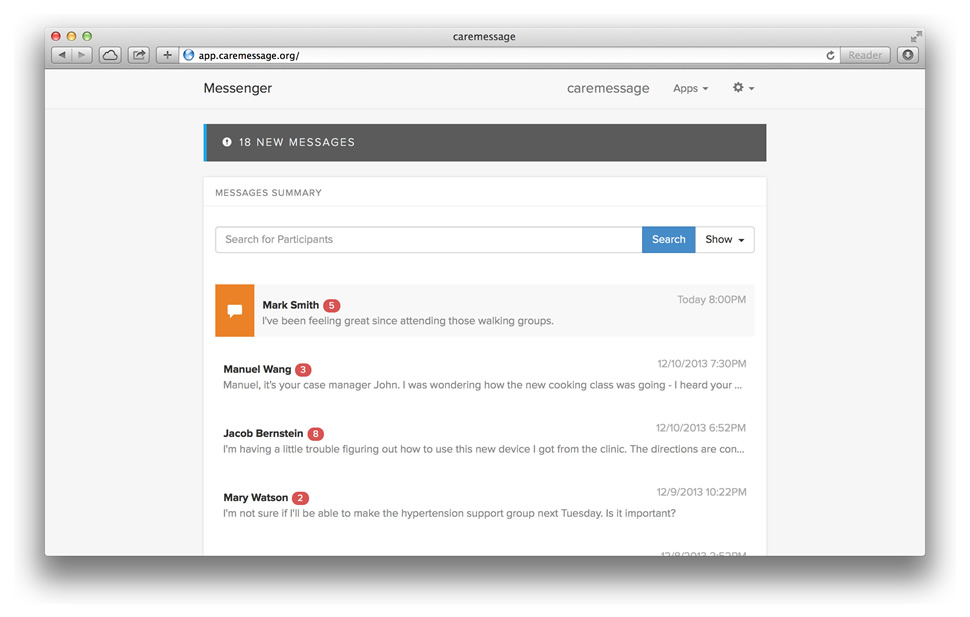 caremessage
app.caremessage.org/
Reader
Messenger
caremessage
Apps
18 NEW MESSAGES
MESSAGES SUMMARY
Search for Participants
Search
Show
Mark Smith 5
Today 8:00PM
I've been feeling great since attending those walking groups.
Manuel Wang 3
12/10/2013 7:30PM
Manuel, it's your case manager John. I was wondering how the new cooking class was going - I heard your ...
Jacob Bernstein 8
12/10/2013 6:52PM
I'm having a little trouble figuring out how to use this new device I got from the clinic. The directions are con...
Mary Watson 2
12/9/2013 10:22PM
I'm not sure if I'll be able to make the hypertension support group next Tuesday. Is it important?